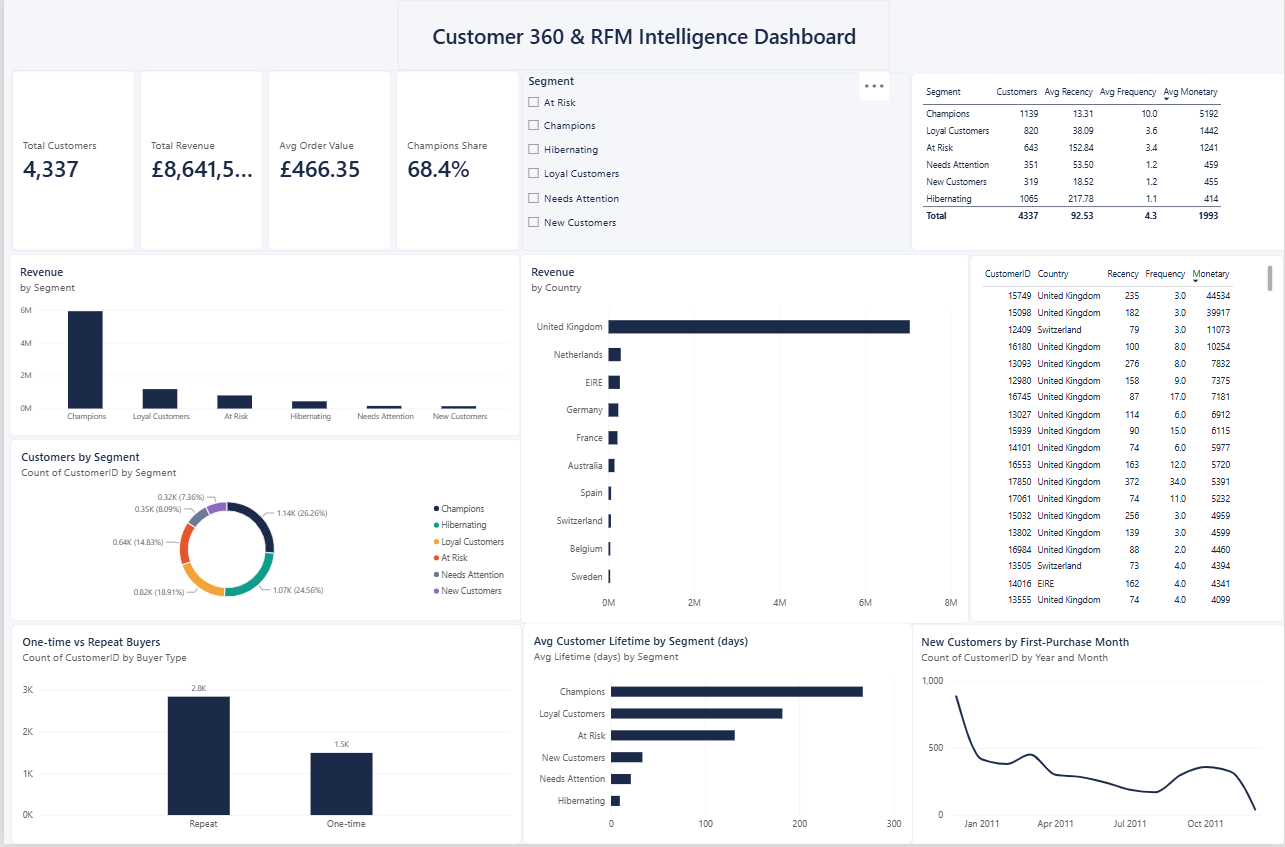 Customer 360 & RFM Intelligence Dashboard
Total Customers
4,337
Total Revenue
£8,641,5...
Avg Order Value
£466.35
Champions Share
68.4%
Segment
At Risk
Champions
Hibernating
Loyal Customers
Needs Attention
New Customers
Segment Customers Avg Recency Avg Frequency Avg Monetary
Champions 1139 13.31 10.0 5192
Loyal Customers 820 38.09 3.6 1442
At Risk 643 152.84 3.4 1241
Needs Attention 351 53.50 1.2 459
New Customers 319 18.52 1.2 455
Hibernating 1065 217.78 1.1 414
Total 4337 92.53 4.3 1993
Revenue
by Segment
6M
4M
2M
0M
Champions Loyal Customers At Risk Hibernating Needs Attention New Customers
Revenue
by Country
United Kingdom
Netherlands
EIRE
Germany
France
Australia
Spain
Switzerland
Belgium
Sweden
0M 2M 4M 6M 8M
CustomerID Country Recency Frequency Monetary
15749 United Kingdom 235 3.0 44534
15098 United Kingdom 182 3.0 39917
12409 Switzerland 79 3.0 11073
16180 United Kingdom 100 8.0 10254
13093 United Kingdom 276 8.0 7832
12980 United Kingdom 158 9.0 7375
16745 United Kingdom 87 17.0 7181
13027 United Kingdom 114 6.0 6912
15939 United Kingdom 90 15.0 6115
14101 United Kingdom 74 6.0 5977
16553 United Kingdom 163 12.0 5720
17850 United Kingdom 372 34.0 5391
17061 United Kingdom 74 11.0 5232
15032 United Kingdom 256 3.0 4959
13802 United Kingdom 139 3.0 4599
16984 United Kingdom 88 2.0 4460
13505 Switzerland 73 4.0 4394
14016 EIRE 162 4.0 4341
13555 United Kingdom 74 4.0 4099
Customers by Segment
Count of CustomerID by Segment
0.32K (7.36%)
0.35K (8.09%)
0.64K (14.83%)
0.82K (18.91%)
1.14K (26.26%)
1.07K (24.56%)
Champions
Hibernating
Loyal Customers
At Risk
Needs Attention
New Customers
One-time vs Repeat Buyers
Count of CustomerID by Buyer Type
3K
2K
1K
0K
2.8K
1.5K
Repeat One-time
Avg Customer Lifetime by Segment (days)
Avg Lifetime (days) by Segment
Champions
Loyal Customers
At Risk
New Customers
Needs Attention
Hibernating
0 100 200 300
New Customers by First-Purchase Month
Count of CustomerID by Year and Month
1,000
500
0
Jan 2011 Apr 2011 Jul 2011 Oct 2011